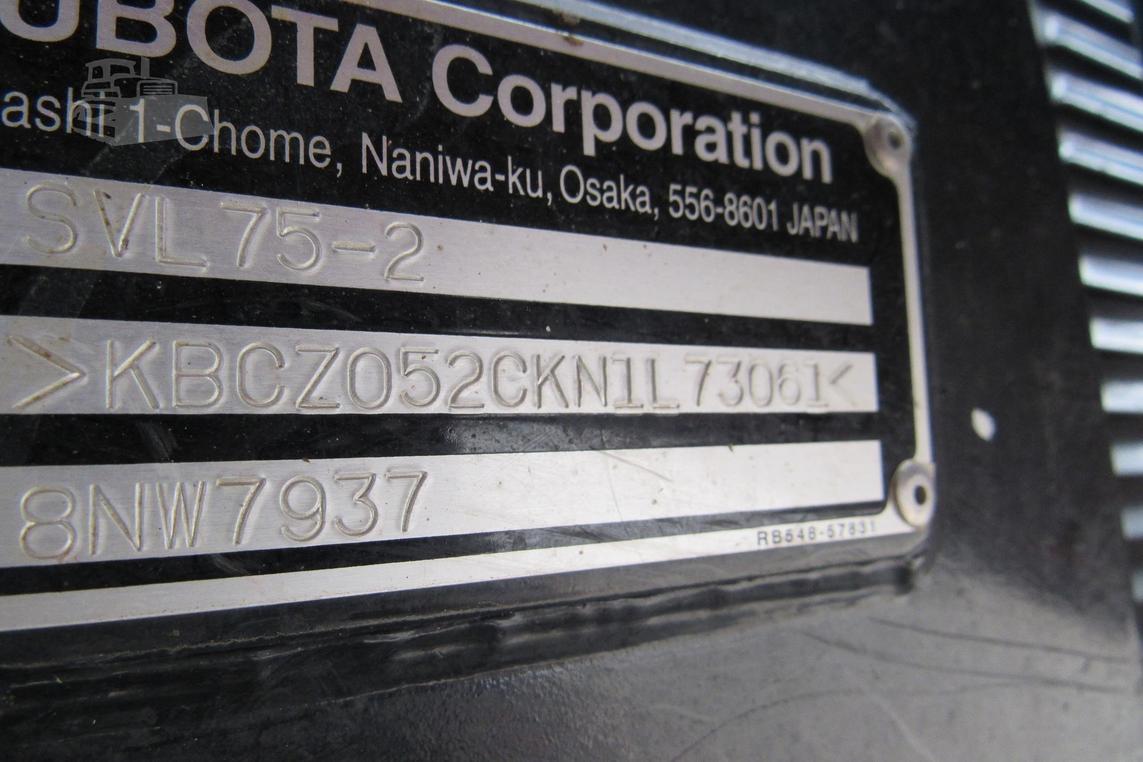 UBOTA Corporation
ashi 1-Chome, Naniwa-ku, Osaka, 556-8601 JAPAN
SVL75-2
>KBCZ052CKN1L73061<
8NW7937
RB548-57831